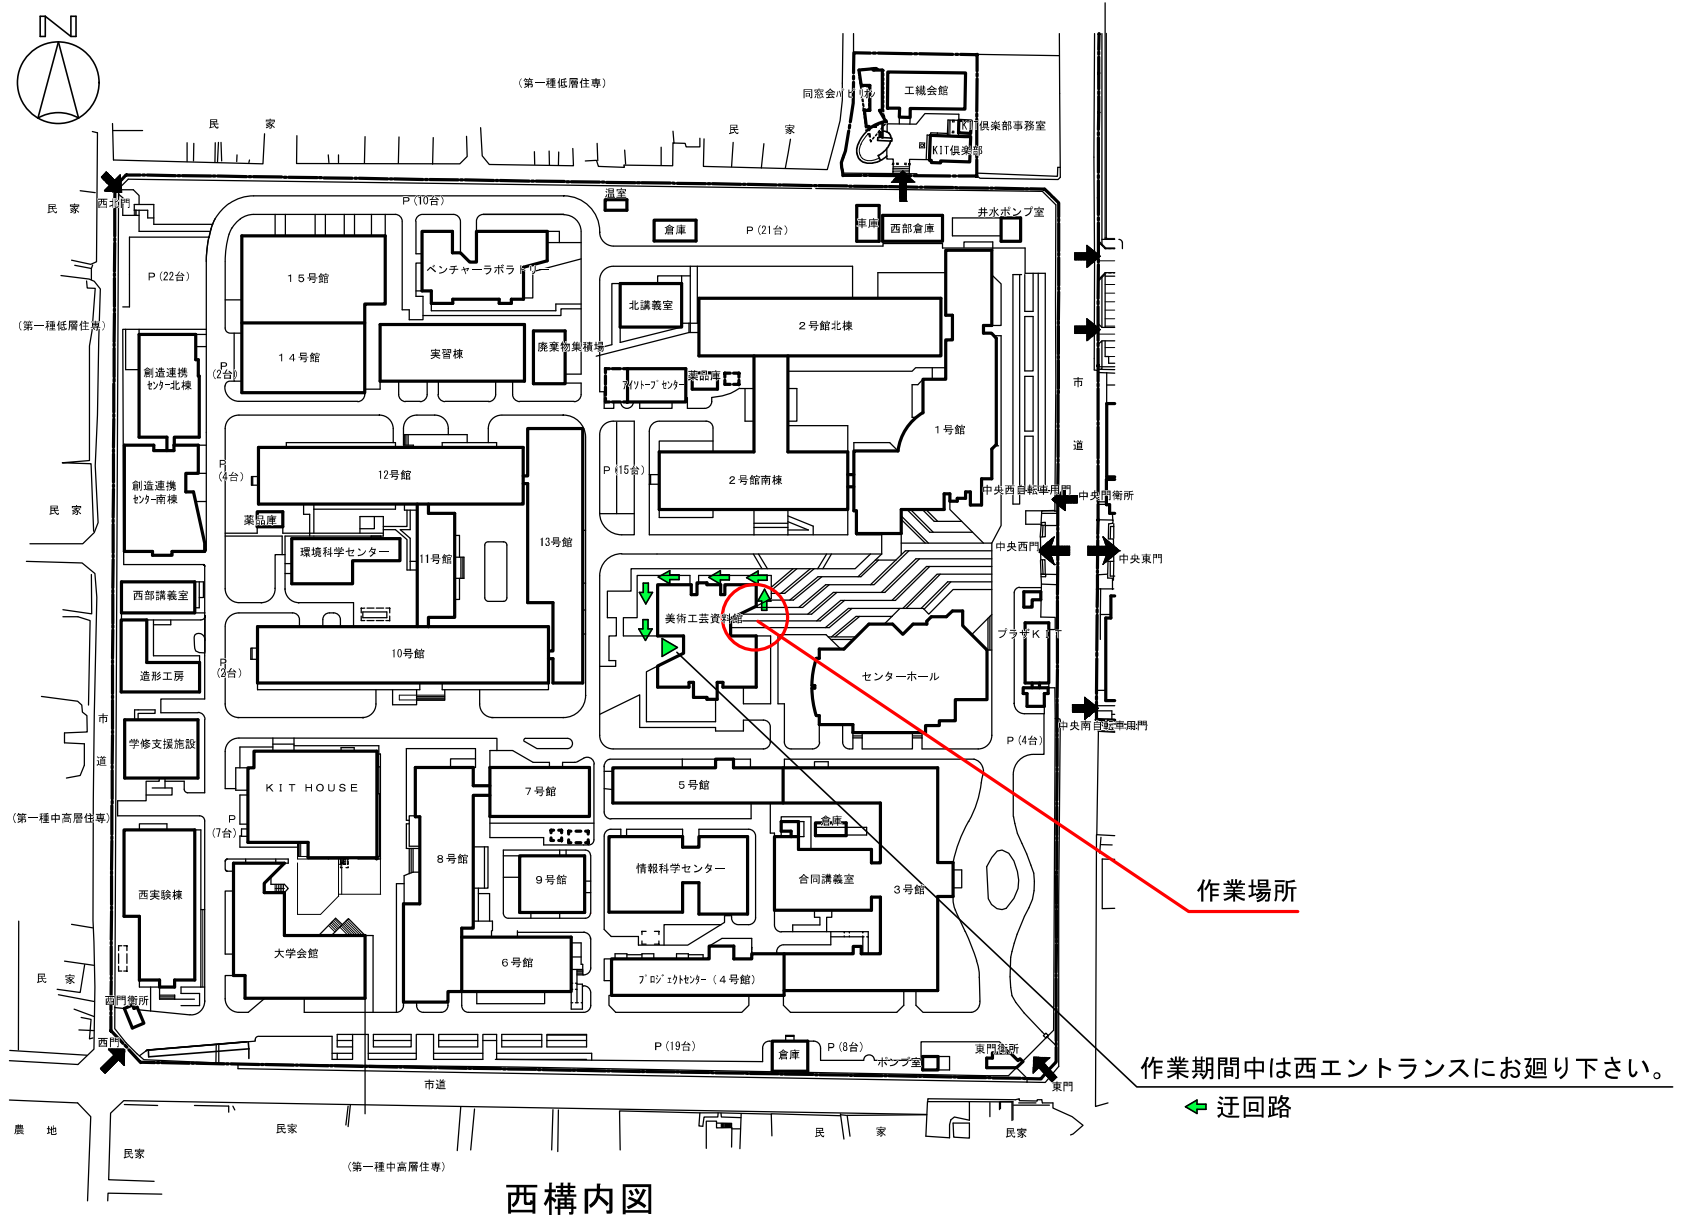 N
(第一種低層住専)
同窓会パビリオン
工繊会館
民 家
民 家
KIT倶楽部事務室
KIT倶楽部
西北門
民 家
P(10台)
温室
倉庫
P(21台)
車庫
西部倉庫
井水ポンプ室
P(22台)
15号館
ベンチャーラボラトリー
北講義室
2号館北棟
(第一種低層住専)
14号館
実習棟
廃棄物集積場
創造連携
センター北棟
P
(2台)
アイソトープセンター
薬品庫
市
道
1号館
12号館
P
(4台)
P(15台)
2号館南棟
創造連携
センター南棟
中央西自転車用門
中央門衛所
民 家
薬品庫
13号館
環境科学センター
11号館
中央西門
中央東門
西部講義室
美術工芸資料館
プラザKIT
10号館
造形工房
P
(2台)
センターホール
市
道
中央南自転車用門
学修支援施設
P(4台)
KIT HOUSE
7号館
5号館
(第一種中高層住専)
P
(7台)
倉庫
8号館
9号館
情報科学センター
合同講義室
3号館
西実験棟
作業場所
大学会館
6号館
プロジェクトセンター(4号館)
民 家
西門衛所
西門
P(19台)
倉庫
P(8台)
ポンプ室
東門衛所
東門
市道
作業期間中は西エントランスにお廻り下さい。
迂回路
農 地
民家
民 家
民家
民家
(第一種中高層住専)
西構内図